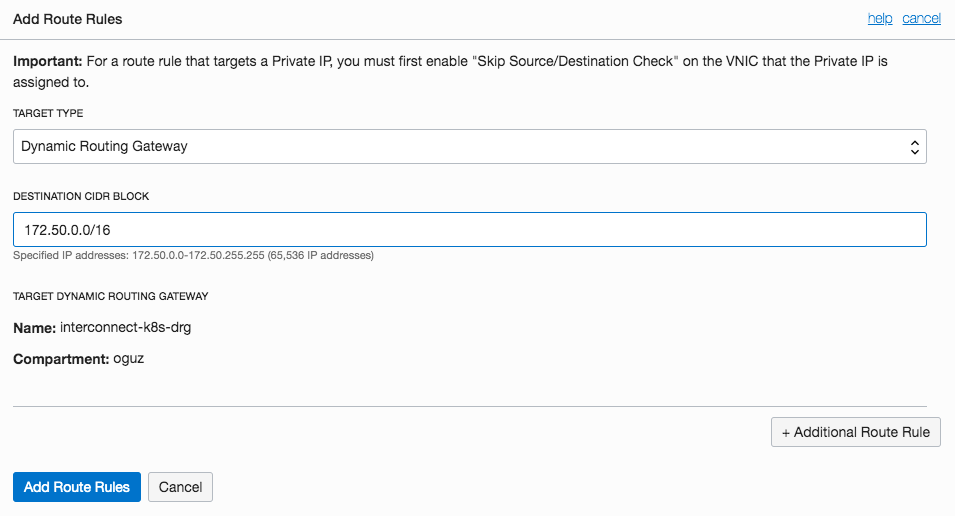 Add Route Rules
help cancel
Important: For a route rule that targets a Private IP, you must first enable "Skip Source/Destination Check" on the VNIC that the Private IP is
assigned to.
TARGET TYPE
Dynamic Routing Gateway
DESTINATION CIDR BLOCK
172.50.0.0/16
Specified IP addresses: 172.50.0.0-172.50.255.255 (65,536 IP addresses)
TARGET DYNAMIC ROUTING GATEWAY
Name: interconnect-k8s-drg
Compartment: oguz
+ Additional Route Rule
Add Route Rules
Cancel